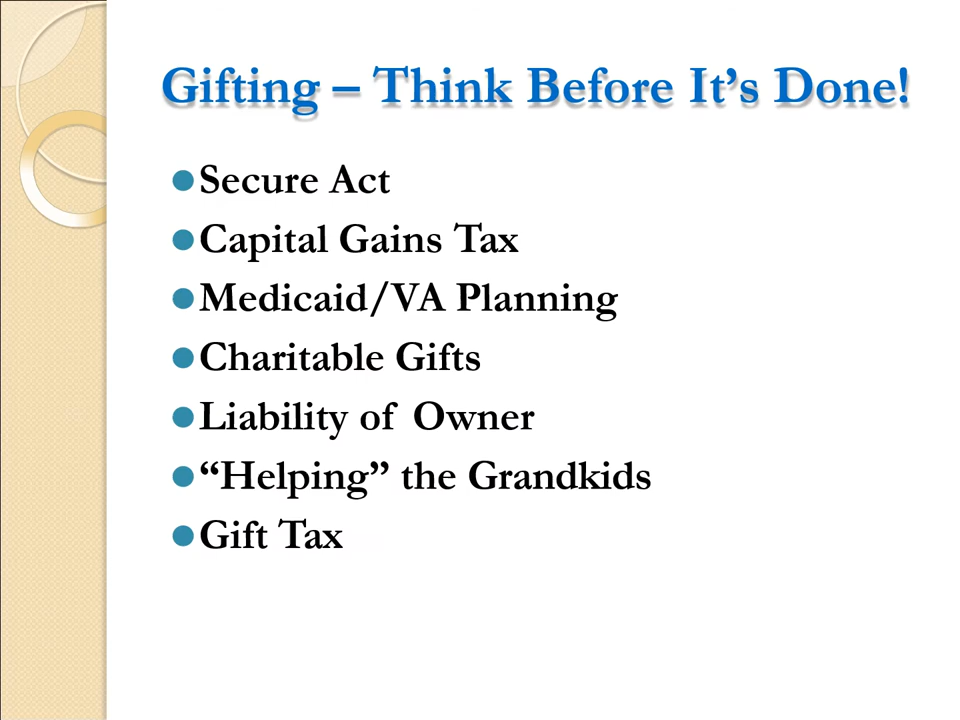 Gifting – Think Before It’s Done!
Secure Act
Capital Gains Tax
Medicaid/VA Planning
Charitable Gifts
Liability of Owner
“Helping” the Grandkids
Gift Tax